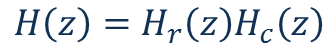 H(z) = H_r(z)H_c(z)